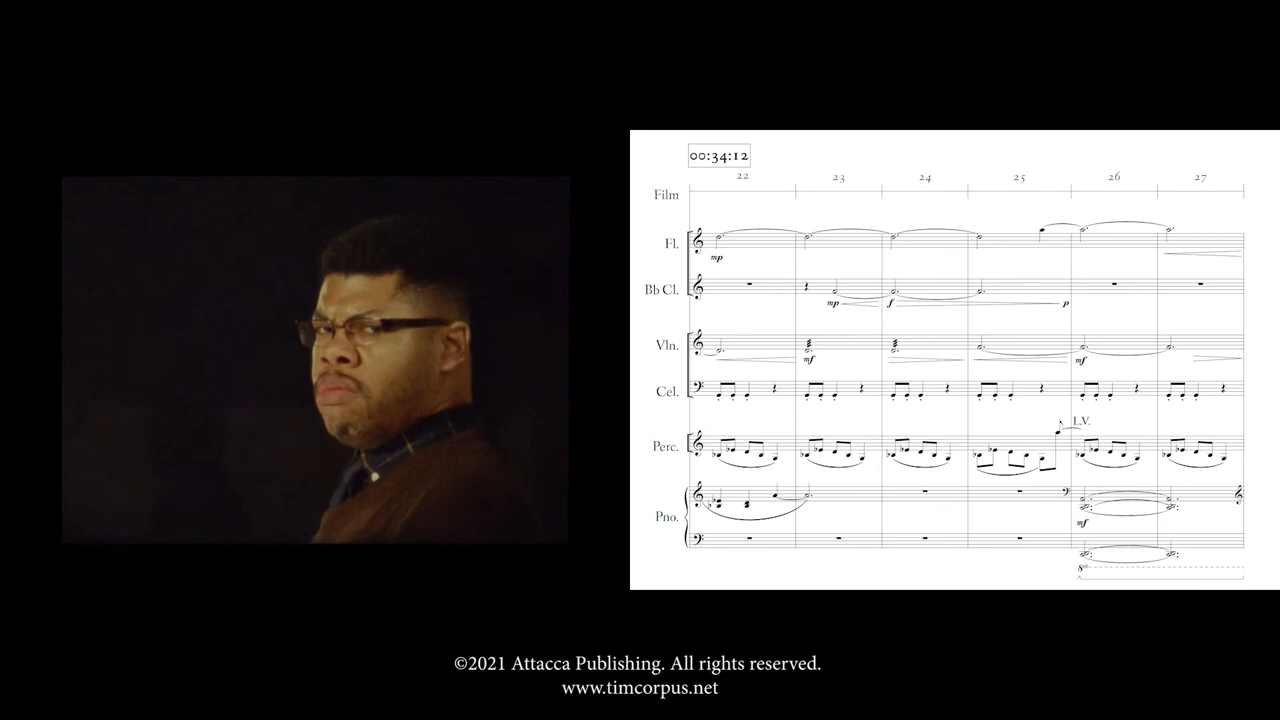 00:34:12
22 23 24 25 26 27
Film
Fl.
mp
Bb Cl.
mp f p
Vln.
mf mf
Cel.
L.V.
Perc.
Pno.
mf
8vb
©2021 Attacca Publishing. All rights reserved.
www.timcorpus.net